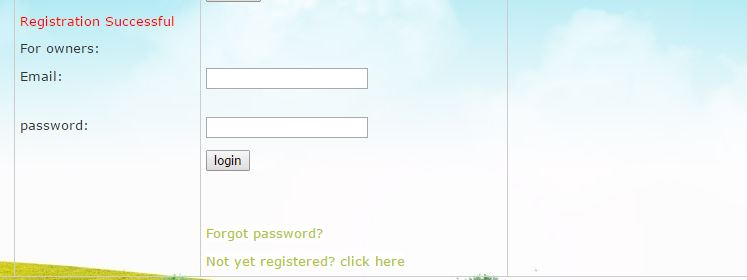 Registration Successful
For owners:
Email:
password:
login
Forgot password?
Not yet registered? click here